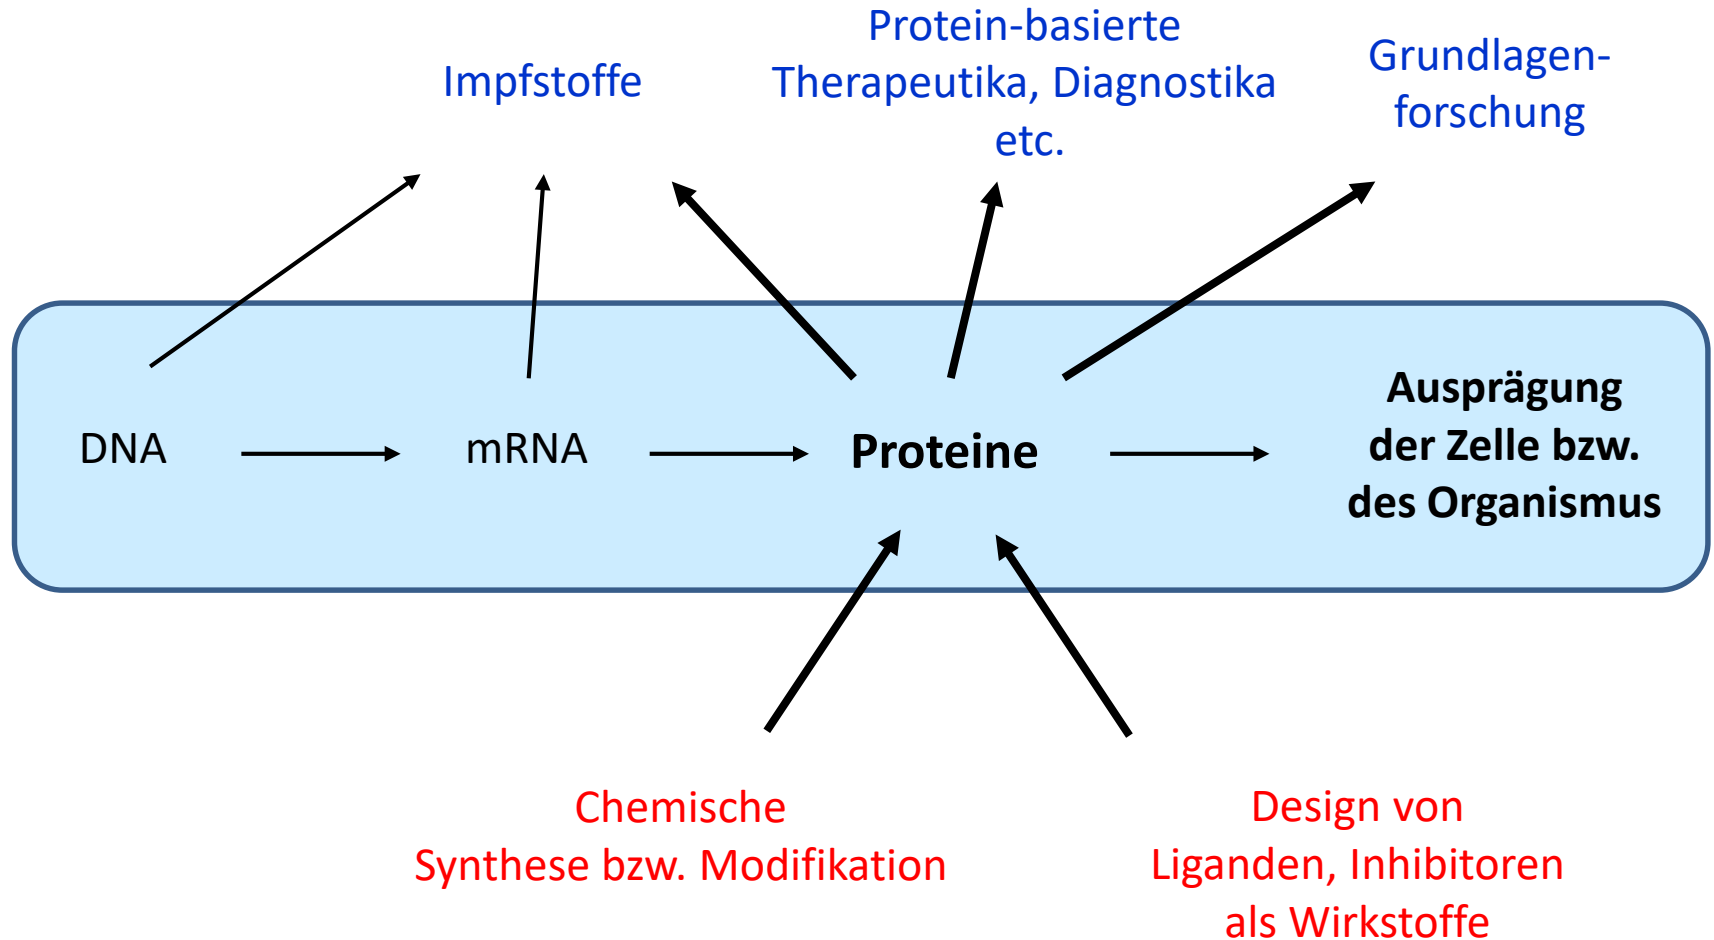 Impfstoffe
Protein-basierte
Therapeutika, Diagnostika
etc.
Grundlagen-
forschung
DNA
mRNA
Proteine
Ausprägung
der Zelle bzw.
des Organismus
Chemische
Synthese bzw. Modifikation
Design von
Liganden, Inhibitoren
als Wirkstoffe